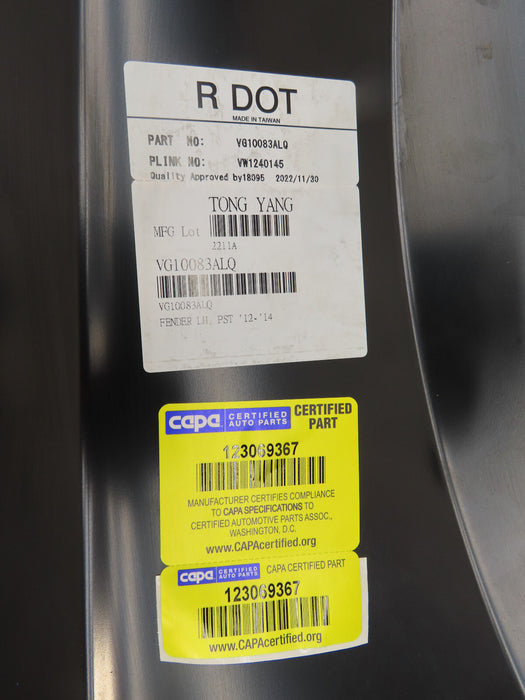 R DOT
MADE IN TAIWAN
PART NO: VG10083ALQ
PLINK NO: VW1240145
Quality Approved by18095 2022/11/30
TONG YANG
MFG Lot
2211A
VG10083ALQ
VG10083ALQ
FENDER LH, PST '12-'14
capa CERTIFIED AUTO PARTS
CERTIFIED PART
123069367
MANUFACTURER CERTIFIES COMPLIANCE
TO CAPA SPECIFICATIONS TO
CERTIFIED AUTOMOTIVE PARTS ASSOC.,
WASHINGTON, D.C.
www.CAPAcertified.org
capa CERTIFIED AUTO PARTS CAPA CERTIFIED PART
123069367
www.CAPAcertified.org